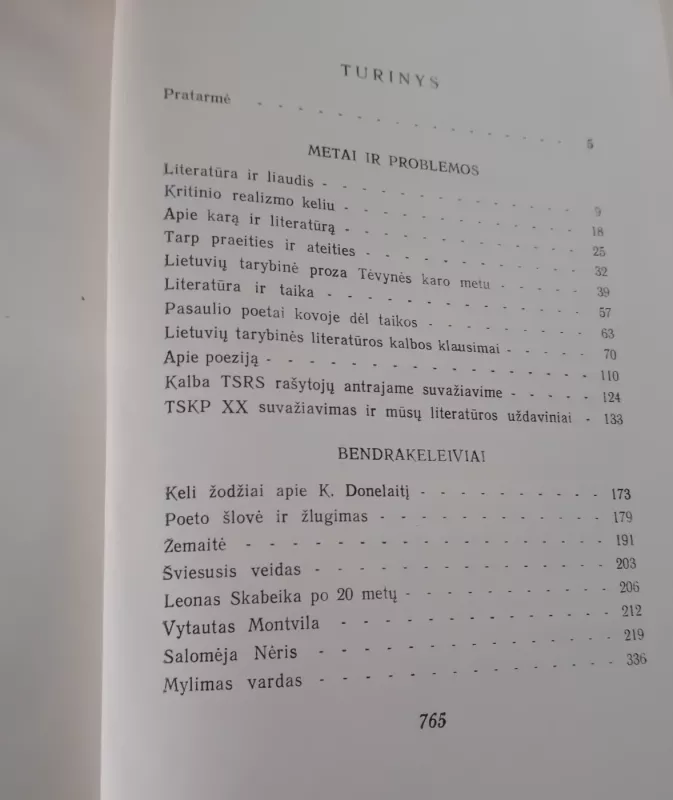 TURINYS
Pratarmė - - - - - - - - - - - - 5
METAI IR PROBLEMOS
Literatūra ir liaudis - - - - - - - - - 9
Kritinio realizmo keliu - - - - - - - - 18
Apie karą ir literatūrą - - - - - - - - 25
Tarp praeities ir ateities - - - - - - - 32
Lietuvių tarybinė proza Tėvynės karo metu - - - 39
Literatūra ir taika - - - - - - - - - 57
Pasaulio poetai kovoje dėl taikos - - - - - - 63
Lietuvių tarybinės literatūros kalbos klausimai - - - 70
Apie poeziją - - - - - - - - - - - 110
Kalba TSRS rašytojų antrajame suvažiavime - - - - 124
TSKP XX suvažiavimas ir mūsų literatūros uždaviniai - 133
BENDRAKELEIVIAI
Keli žodžiai apie K. Donelaitį - - - - - - - 173
Poeto šlovė ir žlugimas - - - - - - - - - 179
Žemaitė - - - - - - - - - - - - 191
Šviesusis veidas - - - - - - - - - - 203
Leonas Skabeika po 20 metų - - - - - - - 206
Vytautas Montvila - - - - - - - - - 212
Salomėja Nėris - - - - - - - - - - 219
Mylimas vardas - - - - - - - - - - 336
765